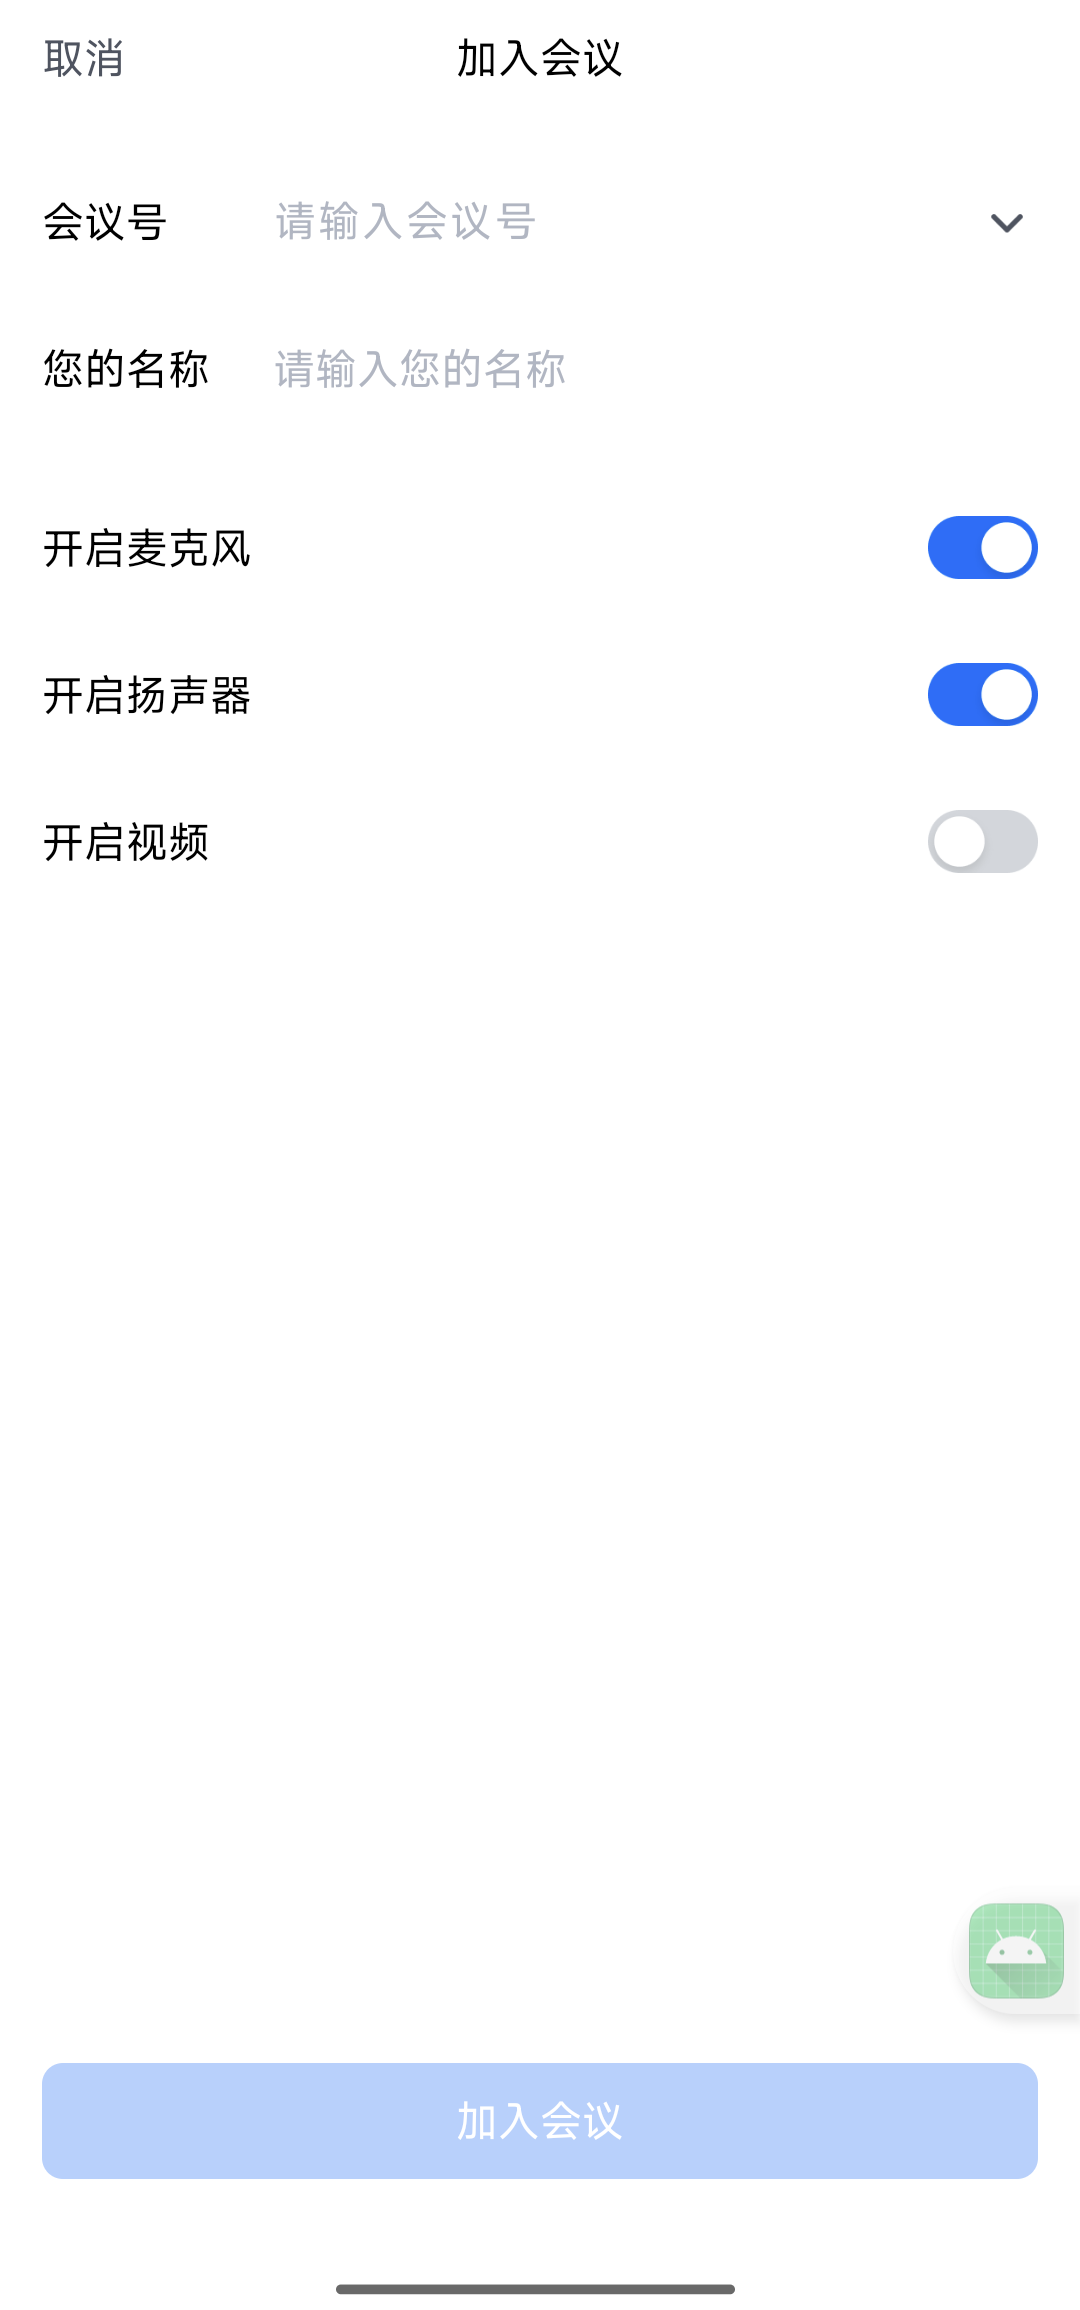 取消 加入会议
会议号 请输入会议号
您的名称 请输入您的名称
开启麦克风
开启扬声器
开启视频
加入会议